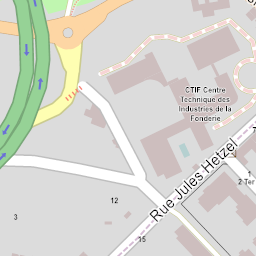 CTIF Centre
Technique des
Industries de la
Fonderie
Rue Jules Hetzel
1
2 Ter
12
3
15